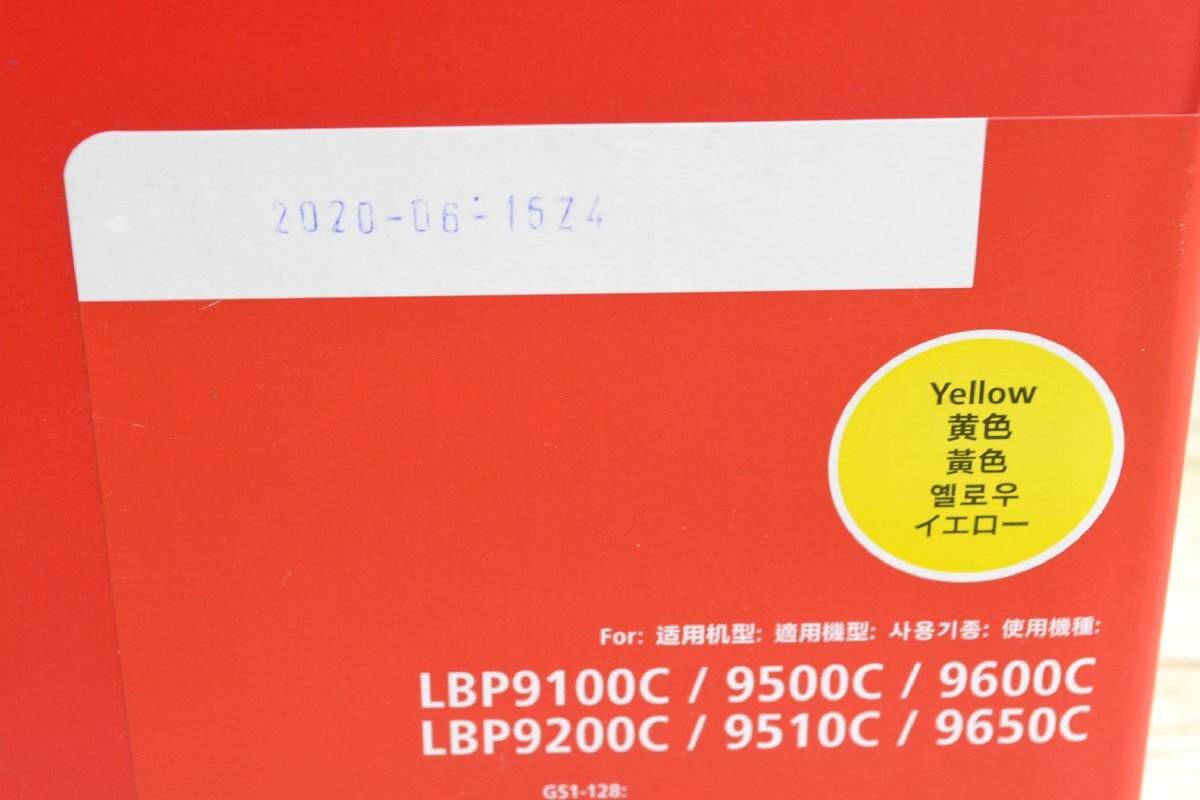 2020-06-15Z4
Yellow
黄色
黃色
옐로우
イエロー
For: 适用机型: 適用機型: 사용기종: 使用機種:
LBP9100C / 9500C / 9600C
LBP9200C / 9510C / 9650C
GS1-128: